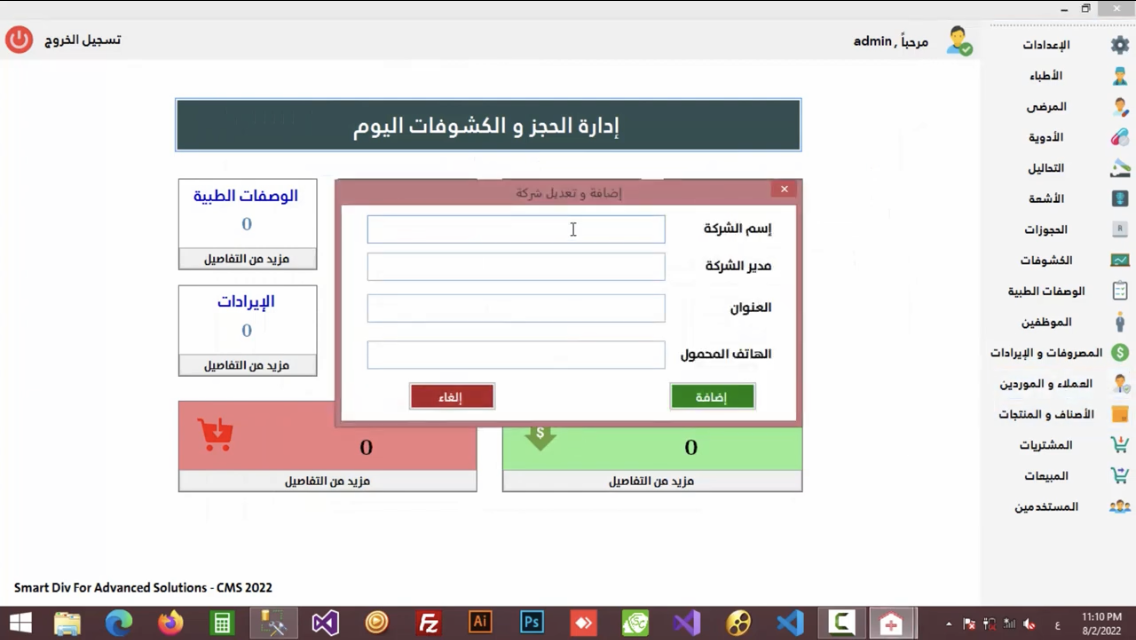 مرحباً , admin
تسجيل الخروج
الإعدادات
الأطباء
المرضى
الأدوية
التحاليل
الأشعة
الحجوزات
الكشوفات
الوصفات الطبية
الموظفين
المصروفات و الإيرادات
العملاء و الموردين
الأصناف و المنتجات
المشتريات
المبيعات
المستخدمين
إدارة الحجز و الكشوفات اليوم
الوصفات الطبية
0
مزيد من التفاصيل
الإيرادات
0
مزيد من التفاصيل
إضافة و تعديل شركة
إسم الشركة
مدير الشركة
العنوان
الهاتف المحمول
إضافة
إلغاء
0
مزيد من التفاصيل
0
مزيد من التفاصيل
Smart Div For Advanced Solutions - CMS 2022
Fz
Ai
Ps
ع
11:10 PM
8/2/2022